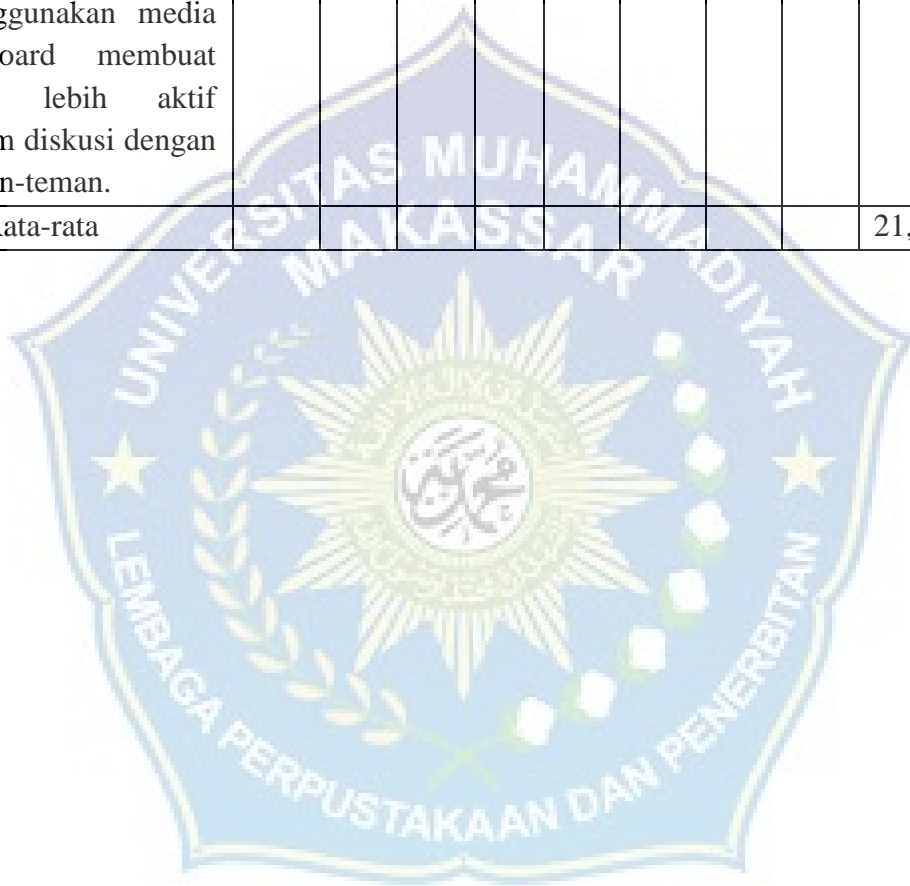 ggunakan media
oard membuat
lebih aktif
n diskusi dengan
n-teman.
ata-rata 21,
UNIVERSITAS MUHAMMADIYAH
MAKASSAR
LEMBAGA PERPUSTAKAAN DAN PENERBITAN